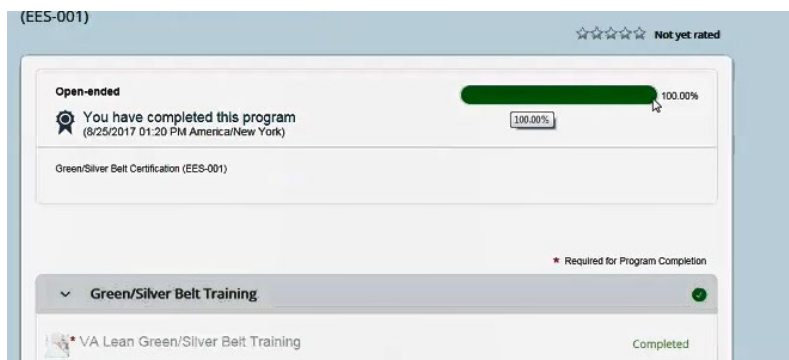 (EES-001)
Not yet rated
Open-ended
100.00%
You have completed this program
(8/25/2017 01:20 PM America/New York)
100.00%
Green/Silver Belt Certification (EES-001)
* Required for Program Completion
Green/Silver Belt Training
* VA Lean Green/Silver Belt Training
Completed